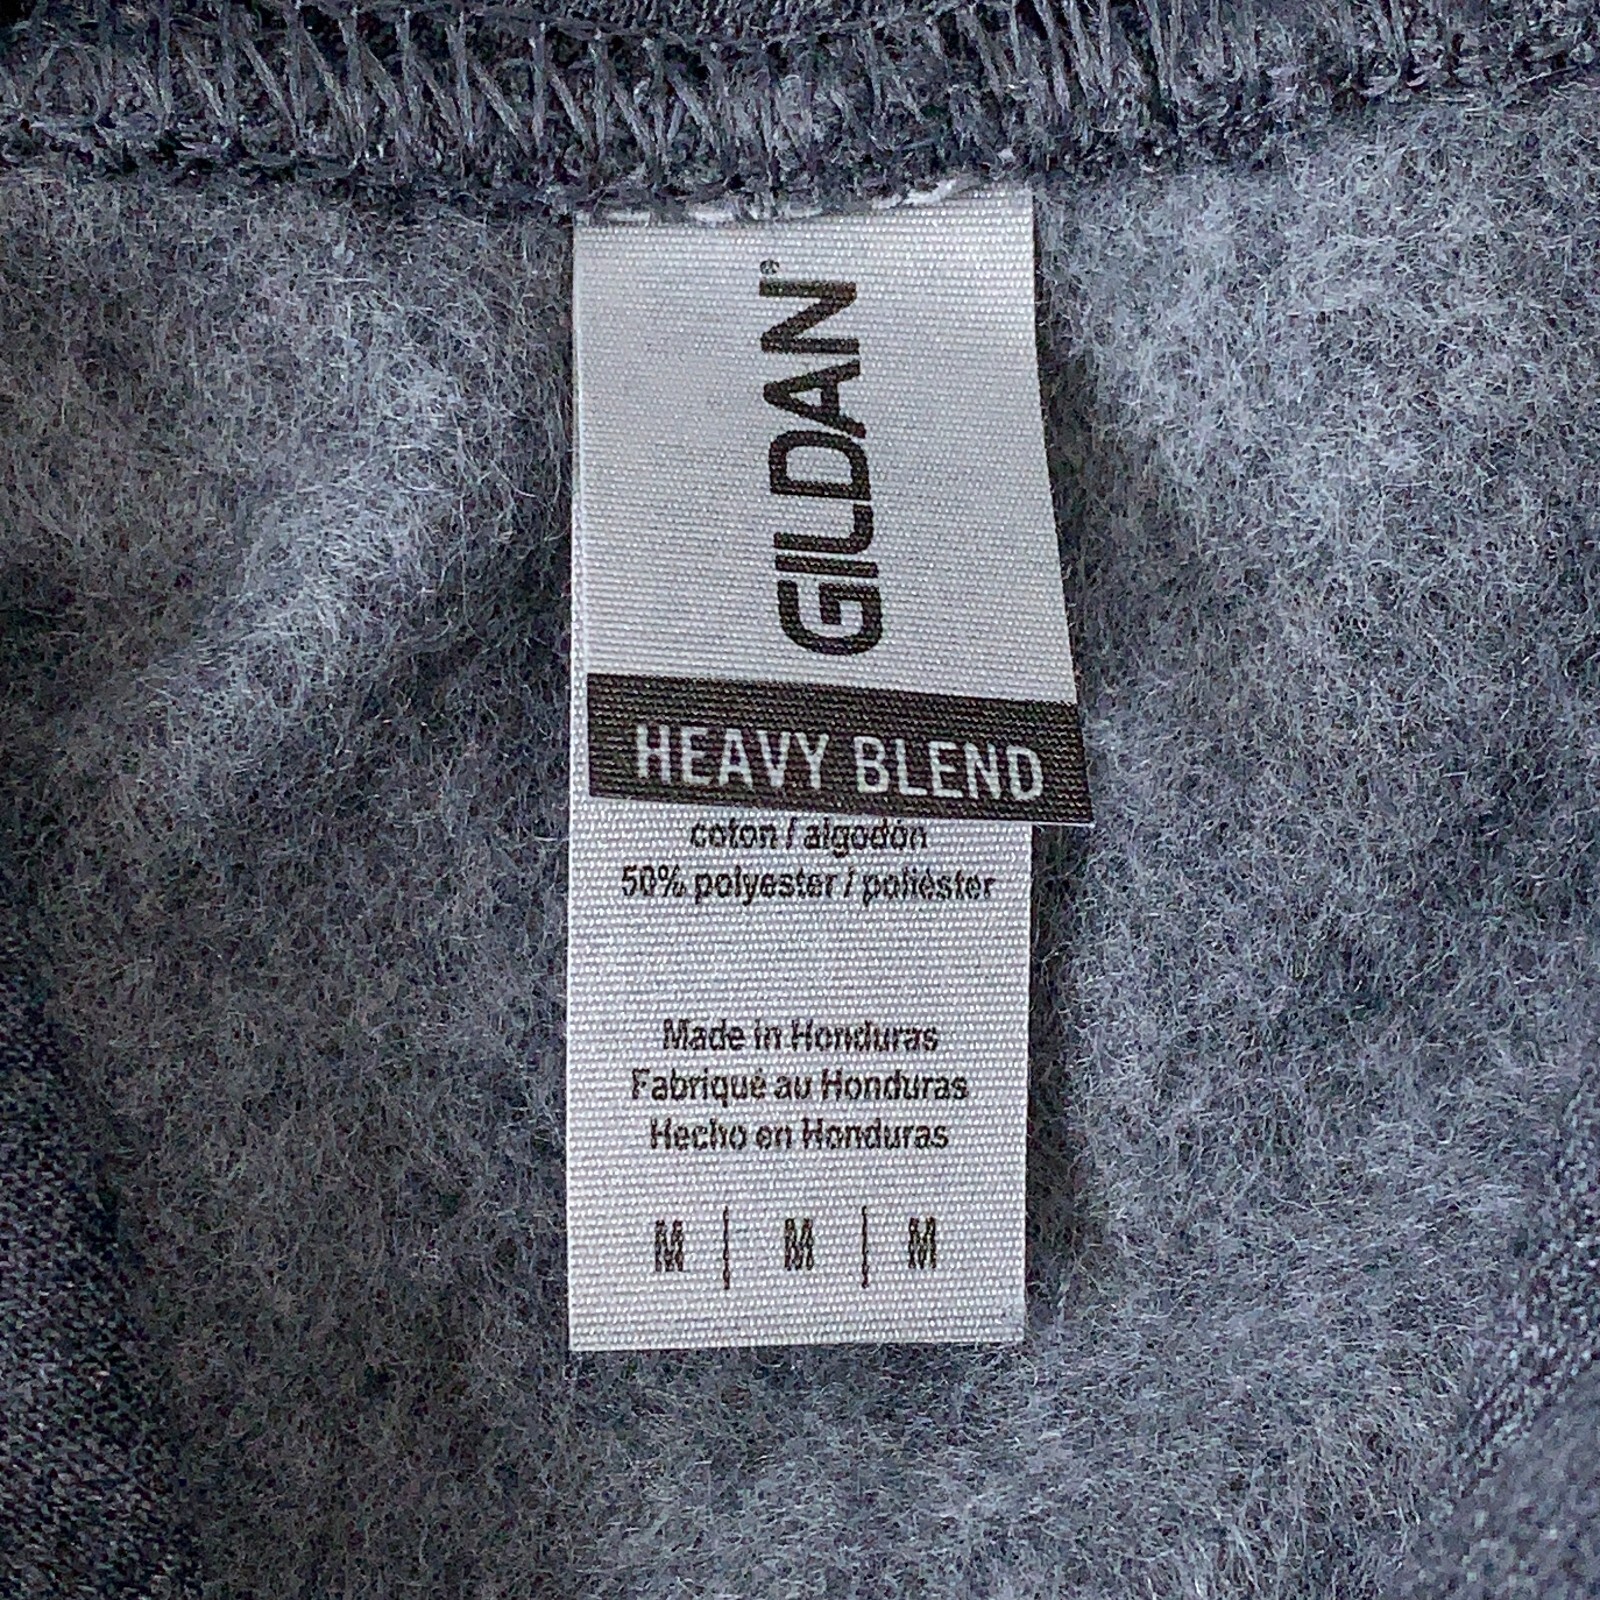 GILDAN®
HEAVY BLEND
coton / algodón
50% polyester / poliéster
Made in Honduras
Fabriqué au Honduras
Hecho en Honduras
M | M | M